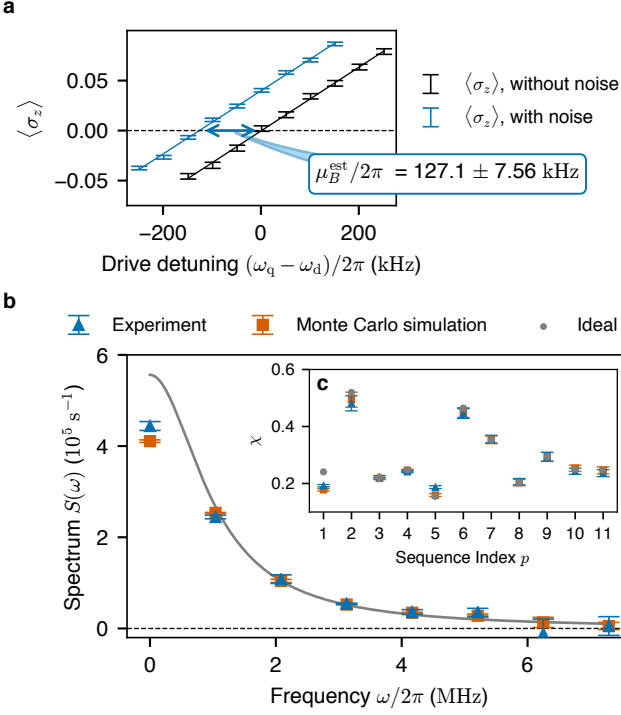 a
0.05
0.00
−0.05
⟨σz⟩
−200
0
200
Drive detuning (ωq − ωd)/2π (kHz)
⟨σz⟩, without noise
⟨σz⟩, with noise
μB^est/2π = 127.1 ± 7.56 kHz
b
Experiment
Monte Carlo simulation
Ideal
6
4
2
0
Spectrum S(ω) (10⁵ s⁻¹)
0
2
4
6
Frequency ω/2π (MHz)
c
0.6
0.4
0.2
χ
1 2 3 4 5 6 7 8 9 10 11
Sequence Index p